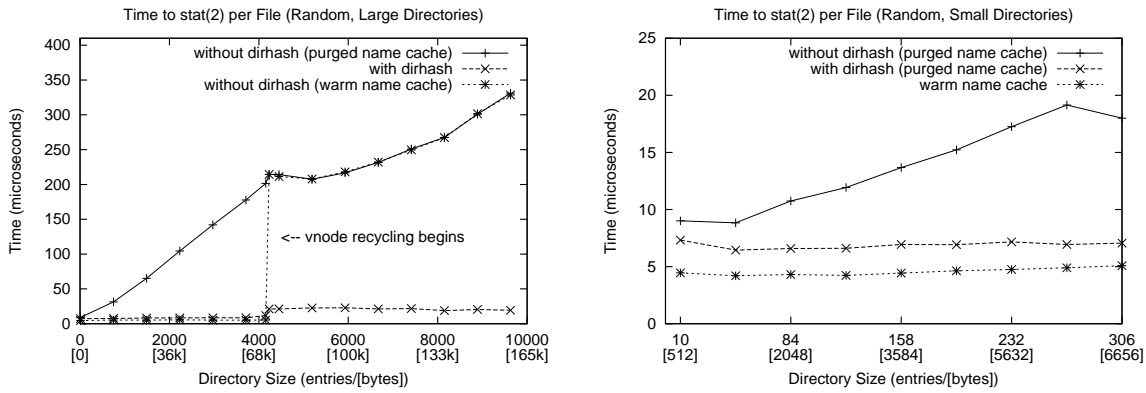 Time to stat(2) per File (Random, Large Directories)
450
400
350
300
250
200
150
100
50
0
Time (microseconds)
without dirhash (purged name cache)
with dirhash
without dirhash (warm name cache)
<-- vnode recycling begins
0 2000 4000 6000 8000 10000
[0] [36k] [68k] [100k] [133k] [165k]
Directory Size (entries/[bytes])
Time to stat(2) per File (Random, Small Directories)
25
20
15
10
5
0
Time (microseconds)
without dirhash (purged name cache)
with dirhash (purged name cache)
warm name cache
10 84 158 232 306
[512] [2048] [3584] [5632] [6656]
Directory Size (entries/[bytes])